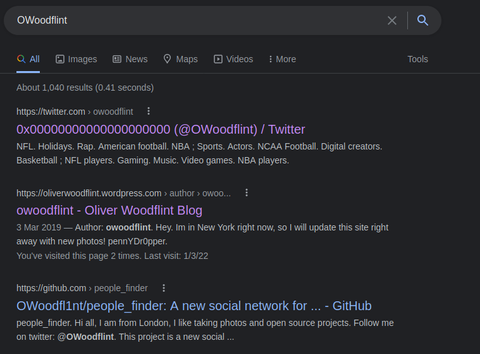 OWoodflint
All
Images
News
Maps
Videos
More
Tools
About 1,040 results (0.41 seconds)
https://twitter.com › owoodflint
0x00000000000000000000 (@OWoodflint) / Twitter
NFL. Holidays. Rap. American football. NBA ; Sports. Actors. NCAA Football. Digital creators.
Basketball ; NFL players. Gaming. Music. Video games. NBA players.
https://oliverwoodflint.wordpress.com › author › owoo...
owoodflint - Oliver Woodflint Blog
3 Mar 2019 — Author: owoodflint. Hey. Im in New York right now, so I will update this site right
away with new photos! pennYDr0pper.
You've visited this page 2 times. Last visit: 1/3/22
https://github.com › people_finder
OWoodfl1nt/people_finder: A new social network for ... - GitHub
people_finder. Hi all, I am from London, I like taking photos and open source projects. Follow me
on twitter: @OWoodflint. This project is a new social ...